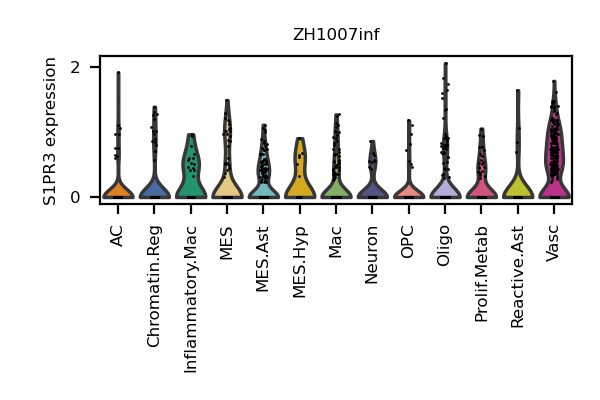 ZH1007inf
S1PR3 expression
2
0
AC
Chromatin.Reg
Inflammatory.Mac
MES
MES.Ast
MES.Hyp
Mac
Neuron
OPC
Oligo
Prolif.Metab
Reactive.Ast
Vasc